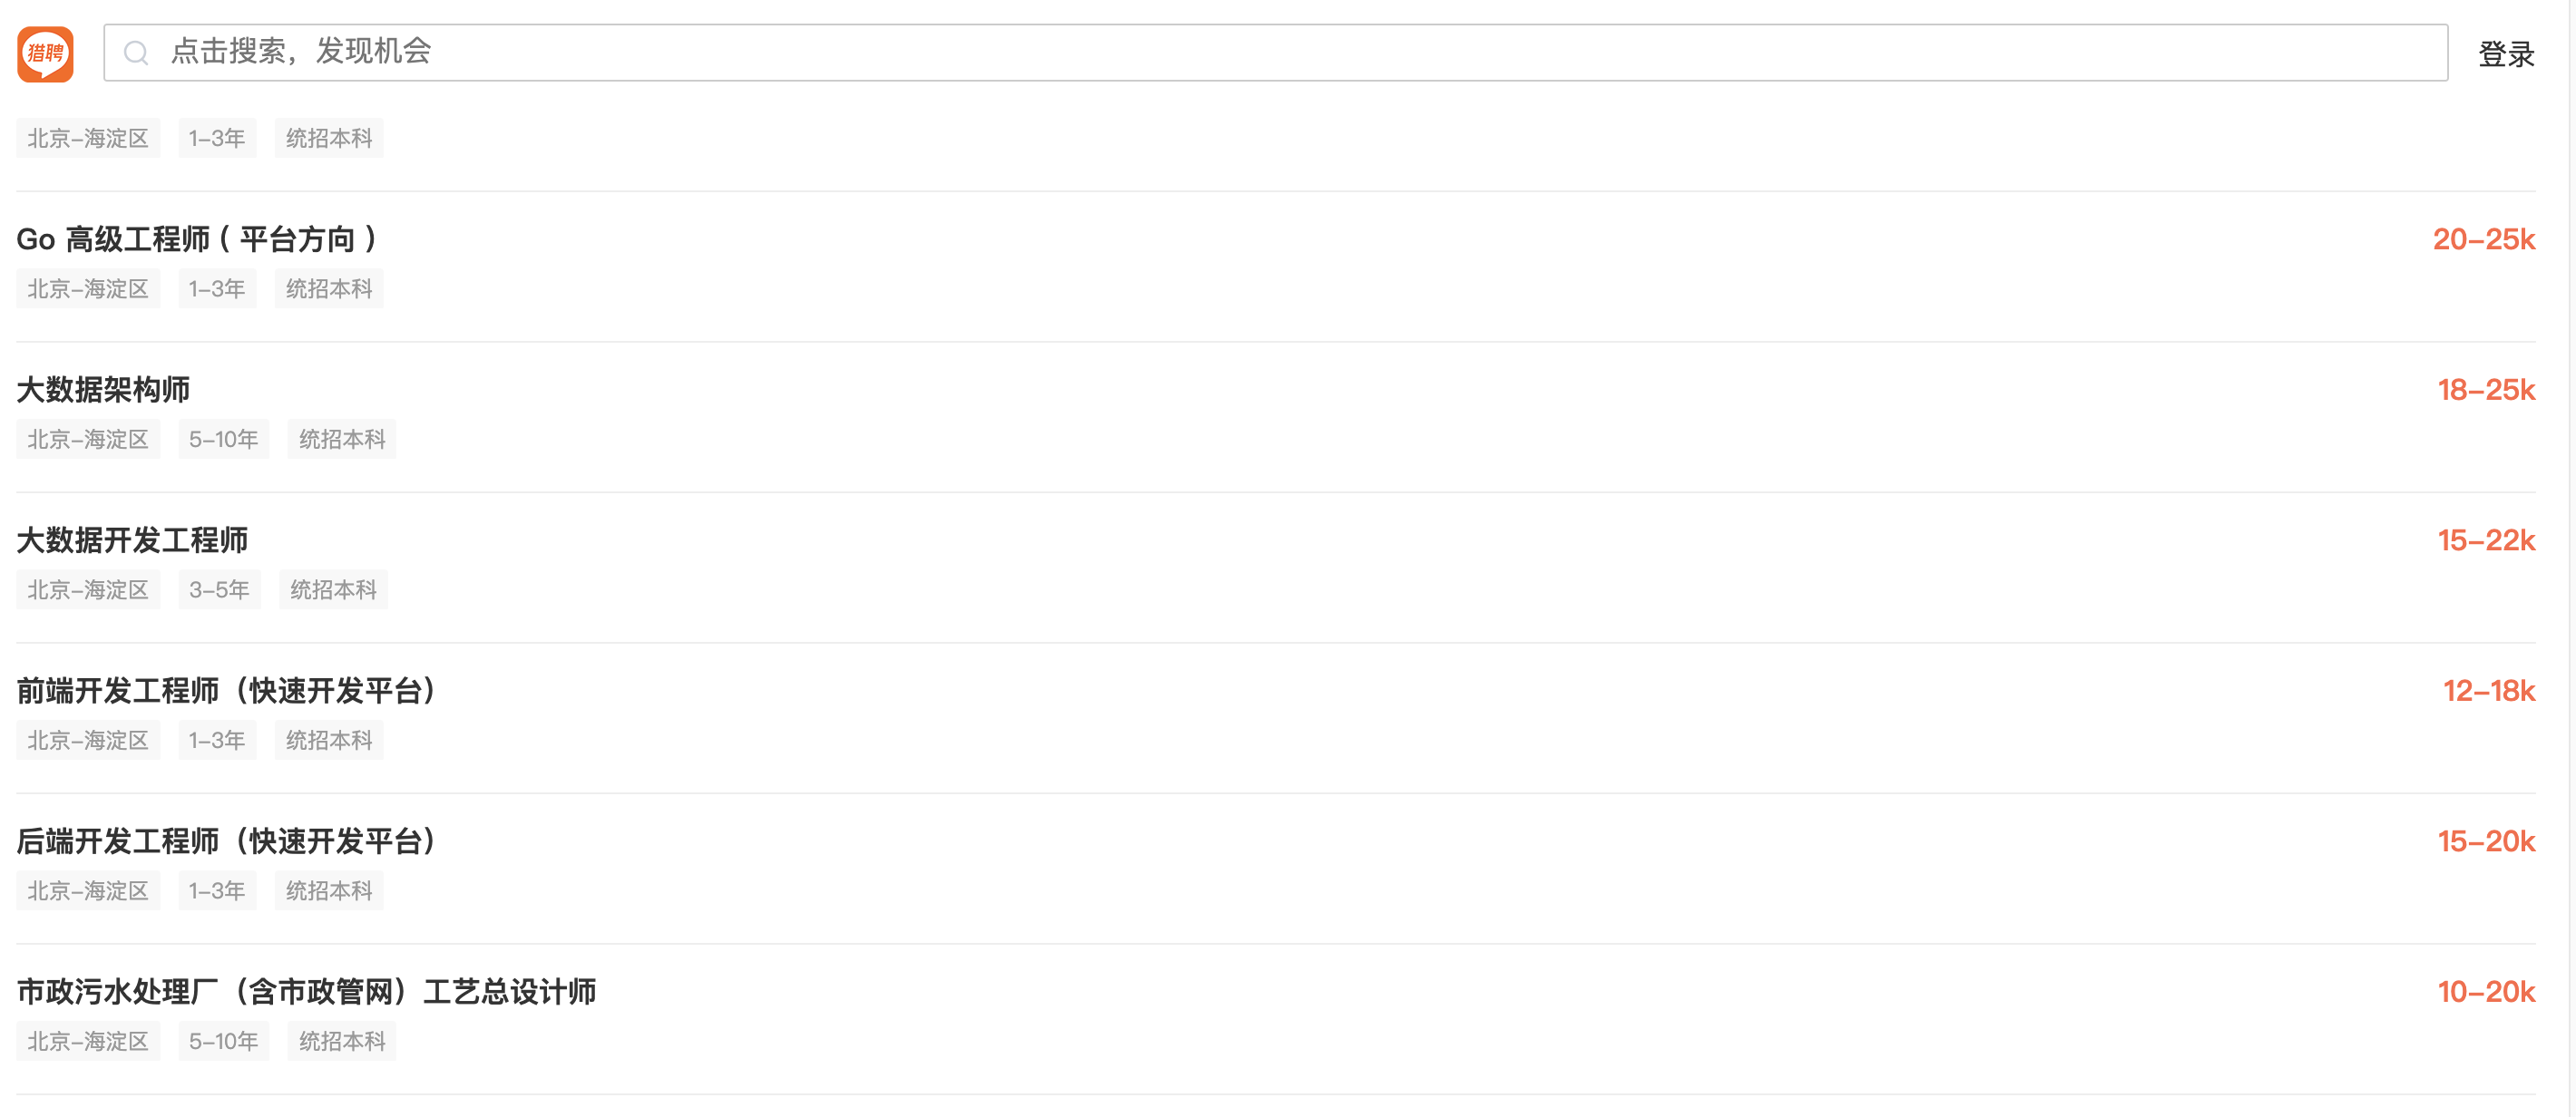 猎聘 点击搜索，发现机会 登录
北京-海淀区 1-3年 统招本科
Go 高级工程师（平台方向） 20-25k
北京-海淀区 1-3年 统招本科
大数据架构师 18-25k
北京-海淀区 5-10年 统招本科
大数据开发工程师 15-22k
北京-海淀区 3-5年 统招本科
前端开发工程师（快速开发平台） 12-18k
北京-海淀区 1-3年 统招本科
后端开发工程师（快速开发平台） 15-20k
北京-海淀区 1-3年 统招本科
市政污水处理厂（含市政管网）工艺总设计师 10-20k
北京-海淀区 5-10年 统招本科